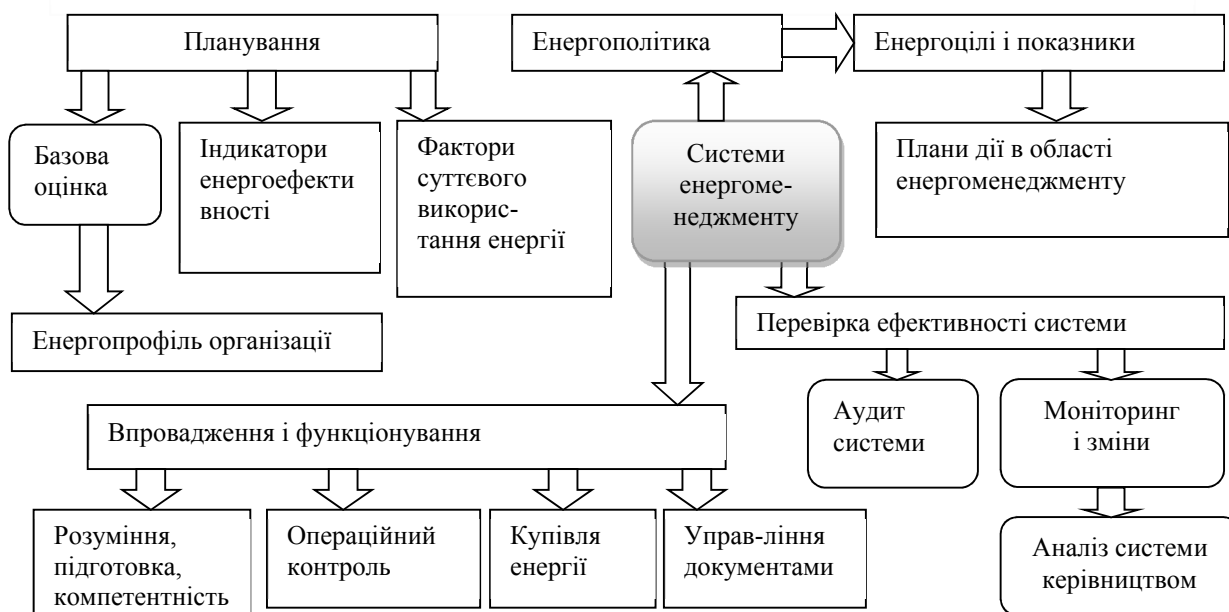 Планування
Енергополітика
Енергоцілі і показники
Базова
оцінка
Індикатори
енергоефекти
вності
Фактори
суттєвого
викорис-
тання енергії
Системи
енергоме-
неджменту
Плани дії в області
енергоменеджменту
Енергопрофіль організації
Перевірка ефективності системи
Аудит
системи
Моніторинг
і зміни
Впровадження і функціонування
Розуміння,
підготовка,
компетентність
Операційний
контроль
Купівля
енергії
Управ-ління
документами
Аналіз системи
керівництвом